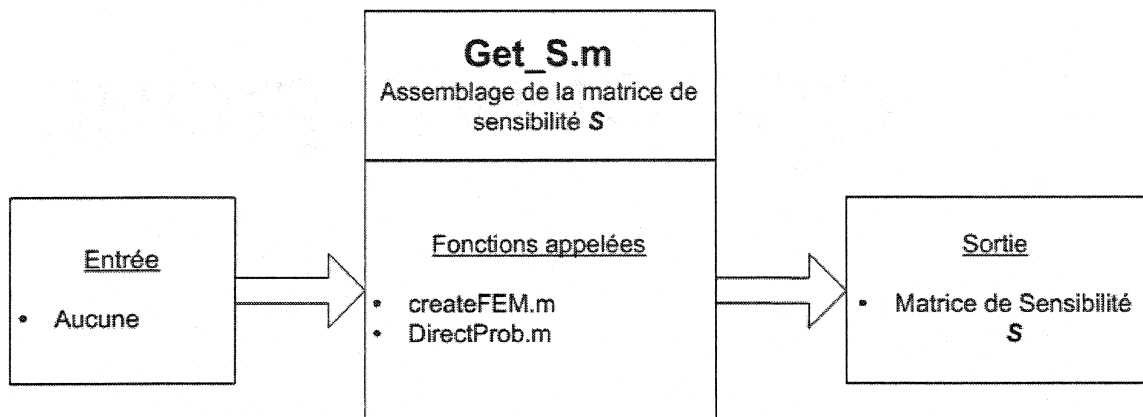 Get_S.m
Assemblage de la matrice de
sensibilité S
Entrée
• Aucune
Fonctions appelées
• createFEM.m
• DirectProb.m
Sortie
• Matrice de Sensibilité
S